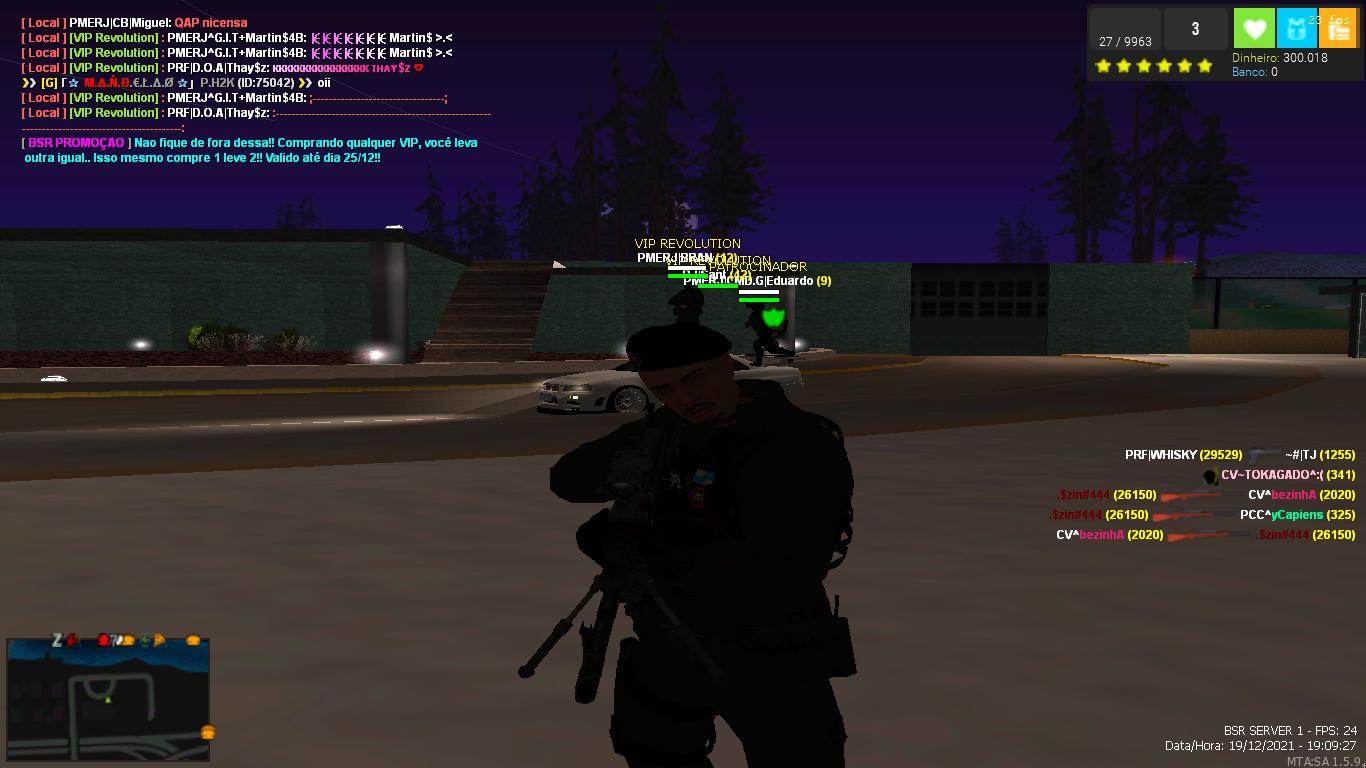 [ Local ] PMERJ|CB|Miguel: QAP nicensa
[ Local ] [VIP Revolution] : PMERJ^G.I.T+Martin$4B: Martin$ >.<
[ Local ] [VIP Revolution] : PMERJ^G.I.T+Martin$4B: Martin$ >.<
[ Local ] [VIP Revolution] : PRF|D.O.A|Thay$z: THAY$Z ♡
[G] P.H2K (ID:75042) oii
[ Local ] [VIP Revolution] : PMERJ^G.I.T+Martin$4B:
[ Local ] [VIP Revolution] : PRF|D.O.A|Thay$z:
[ BSR PROMOÇÃO ] Nao fique de fora dessa!! Comprando qualquer VIP, você leva
outra igual.. Isso mesmo compre 1 leve 2!! Valido até dia 25/12!!
27 / 9963
3
23 fps
Dinheiro: 300.018
Banco: 0
VIP REVOLUTION
PATROCINADOR
Eduardo (9)
PRF|WHISKY (29529) ~#|TJ (1255)
CV~TOKAGADO^:( (341)
.$zin#444 (26150) CV^bezinhA (2020)
.$zin#444 (26150) PCC^yCapiens (325)
CV^bezinhA (2020) .$zin#444 (26150)
Z
BSR SERVER 1 - FPS: 24
Data/Hora: 19/12/2021 - 19:09:27
MTA:SA 1.5.9